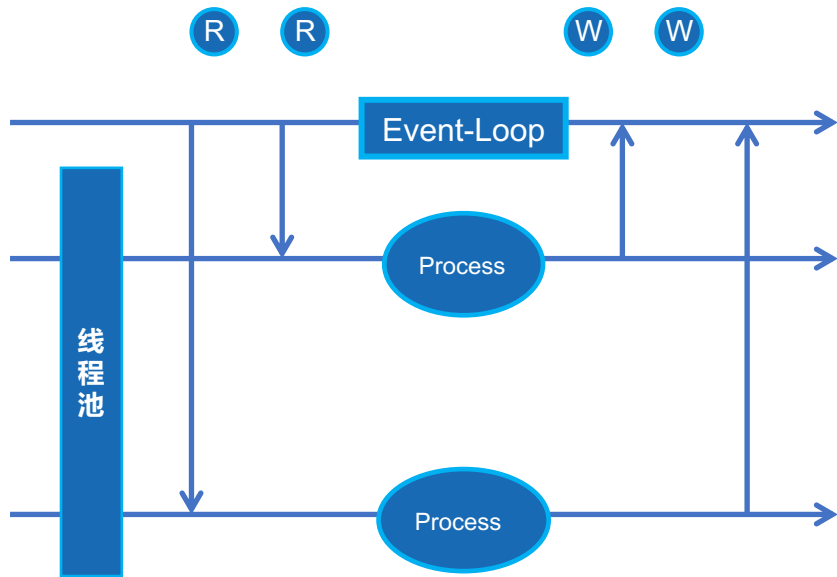 R
R
W
W
Event-Loop
Process
线程池
Process